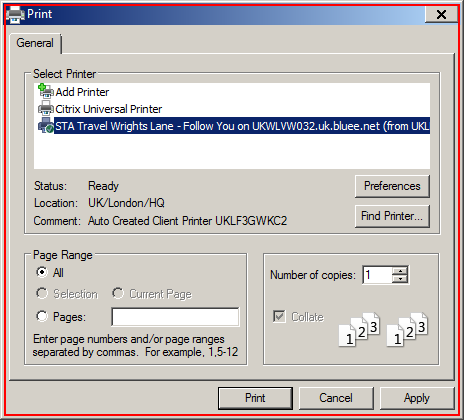 Print
General
Select Printer
Add Printer
Citrix Universal Printer
STA Travel Wrights Lane - Follow You on UKWLVW032.uk.bluee.net (from UKL
Status: Ready
Preferences
Location: UK/London/HQ
Comment: Auto Created Client Printer UKLF3GWKC2
Find Printer...
Page Range
All
Selection Current Page
Pages:
Enter page numbers and/or page ranges
separated by commas. For example, 1,5-12
Number of copies: 1
Collate
1 2 3 1 2 3
Print Cancel Apply